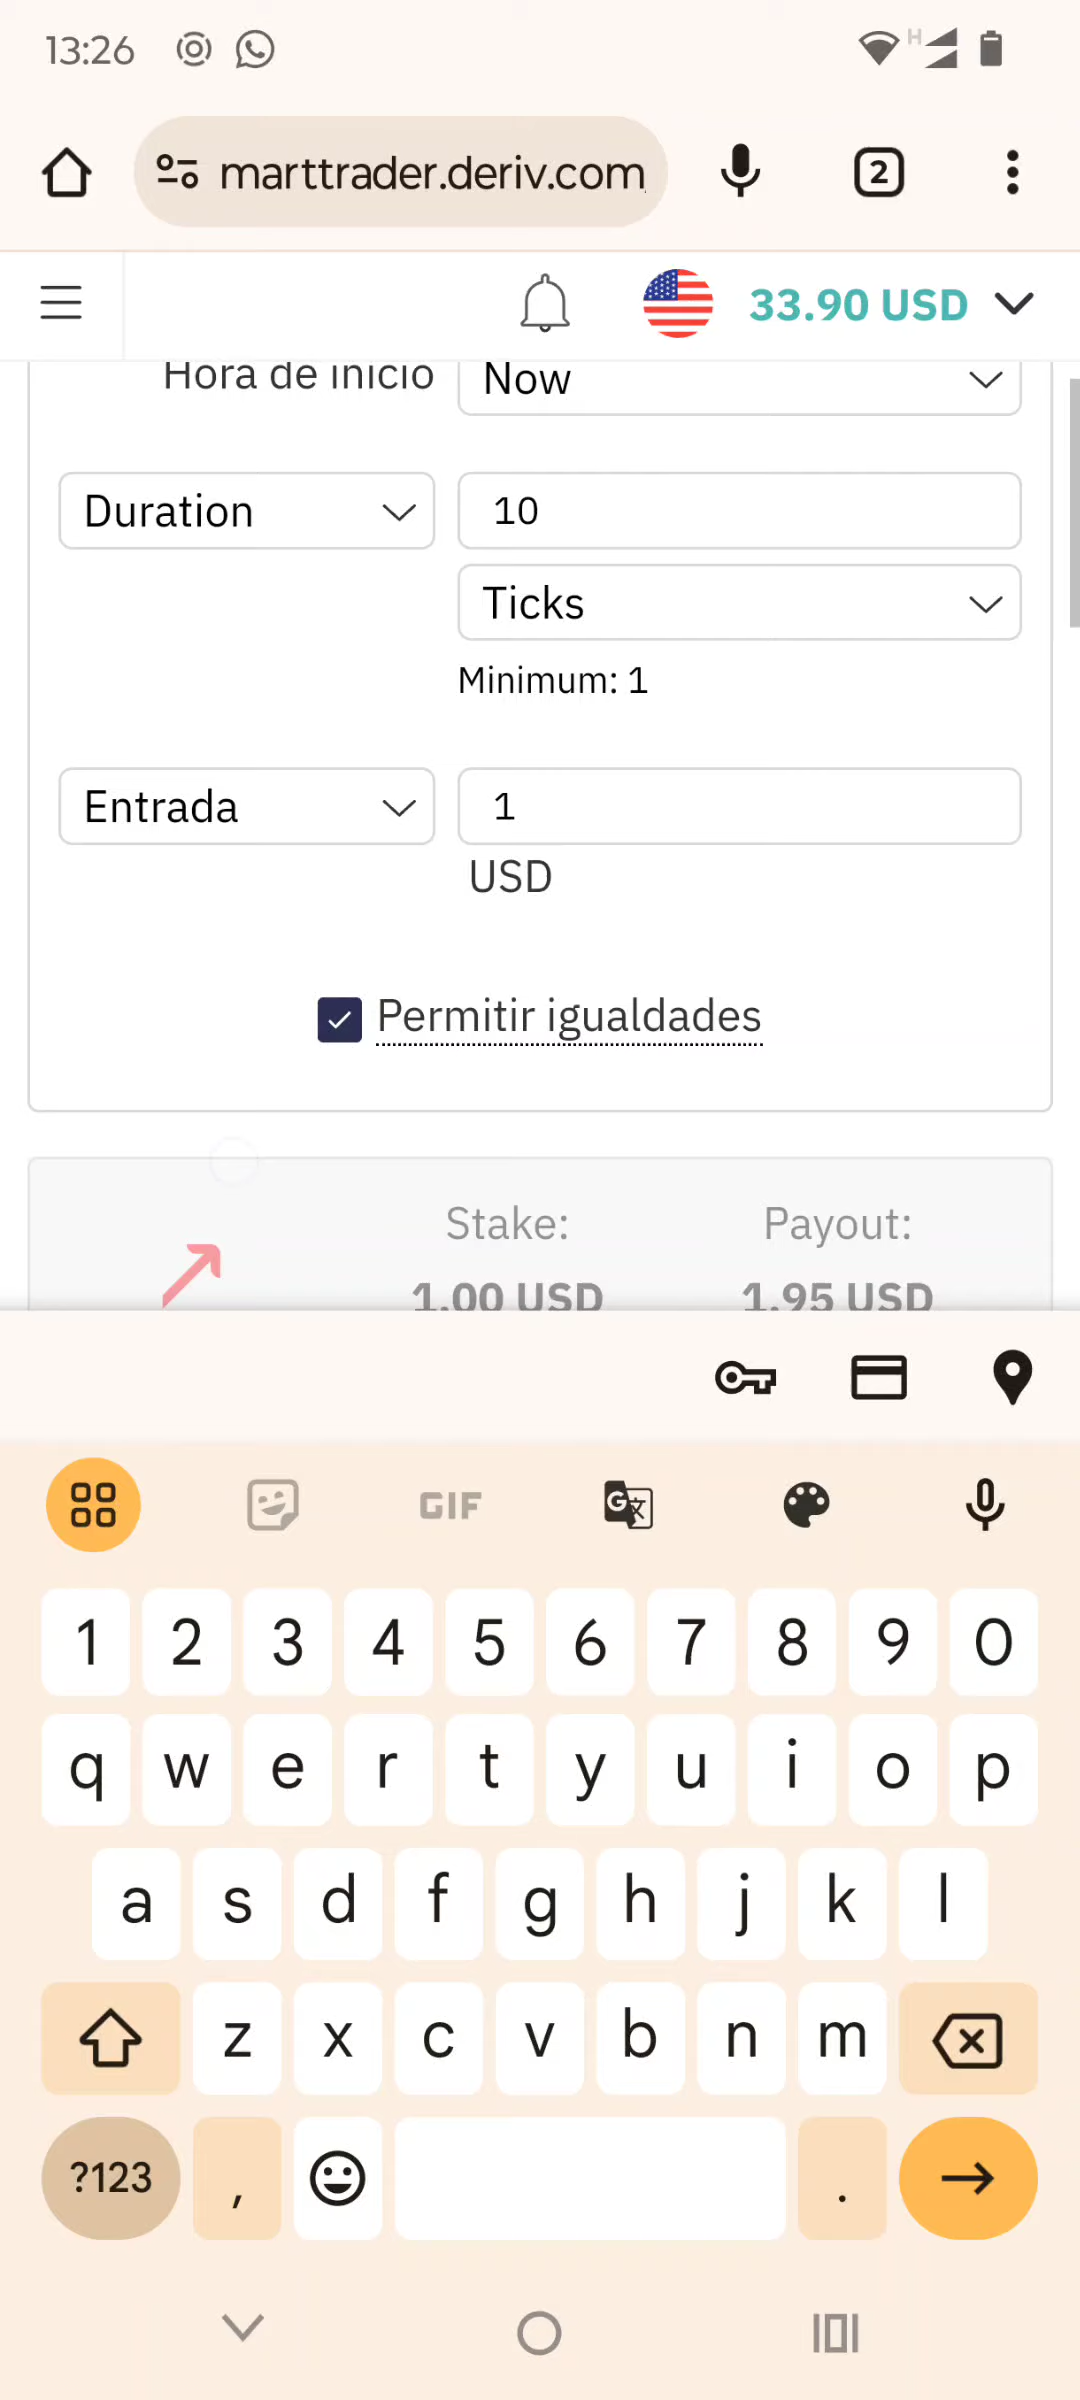 13:26
H
marttrader.deriv.com
2
33.90 USD
Hora de inicio
Now
Duration
10
Ticks
Minimum: 1
Entrada
1
USD
Permitir igualdades
Stake:
Payout:
1.00 USD
1.95 USD
GIF
G文
1 2 3 4 5 6 7 8 9 0
q w e r t y u i o p
a s d f g h j k l
z x c v b n m
?123 , .